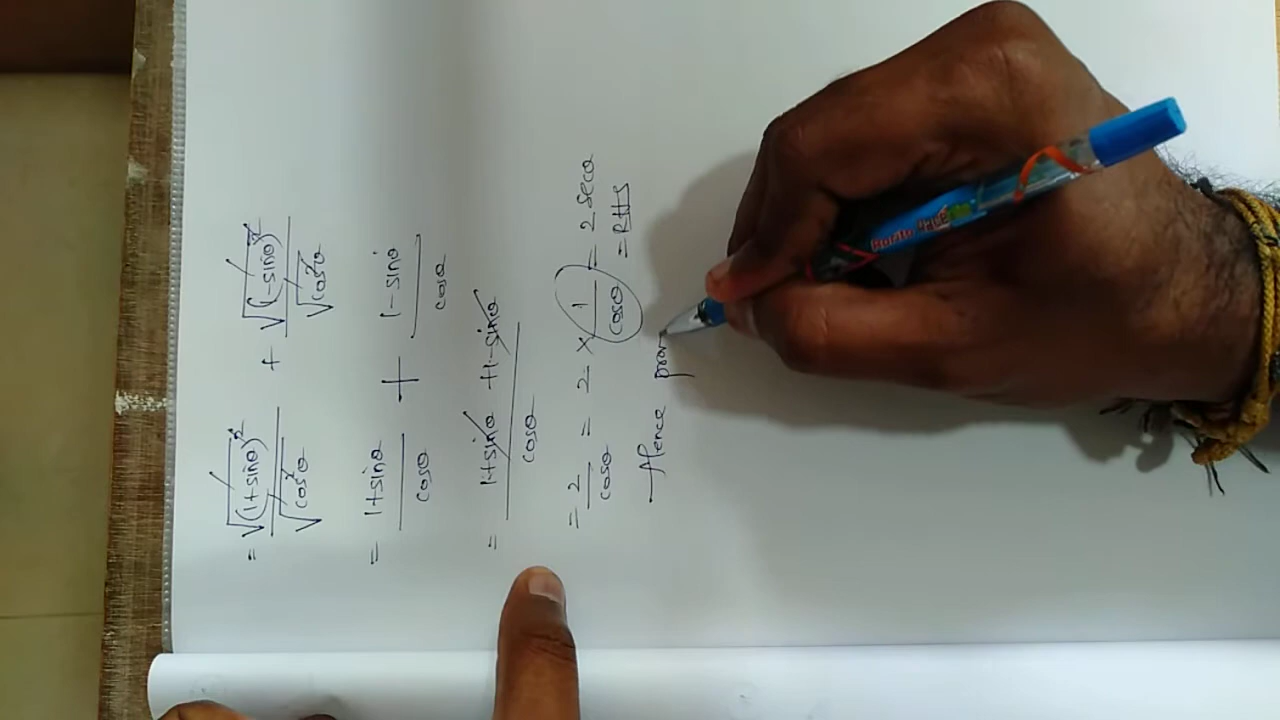 = √(1+sinθ)² / √cos²θ + √(1-sinθ)² / √cos²θ
= 1+sinθ / cosθ + 1-sinθ / cosθ
= 1+sinθ +1-sinθ / cosθ
= 2 / cosθ = 2 × 1 / cosθ = 2 secθ
= RHS
Hence prov